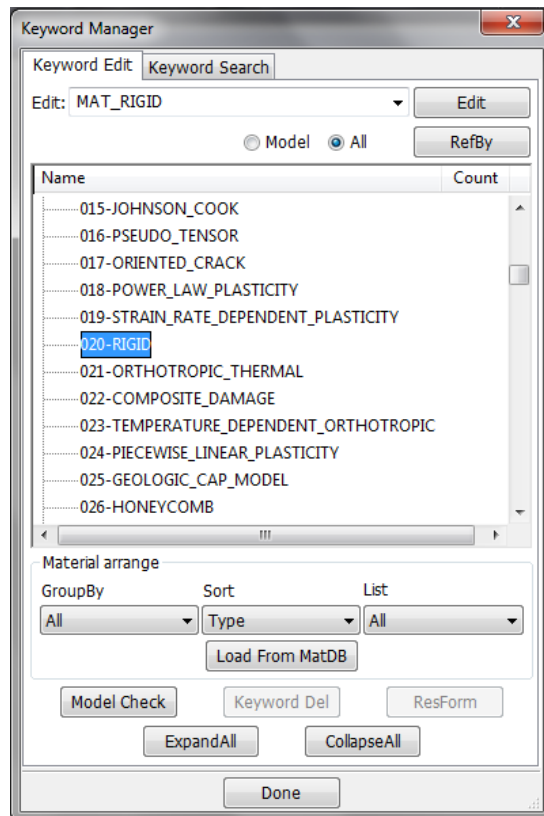 Keyword Manager
x
Keyword Edit Keyword Search
Edit: MAT_RIGID Edit
Model All RefBy
Name Count
015-JOHNSON_COOK
016-PSEUDO_TENSOR
017-ORIENTED_CRACK
018-POWER_LAW_PLASTICITY
019-STRAIN_RATE_DEPENDENT_PLASTICITY
020-RIGID
021-ORTHOTROPIC_THERMAL
022-COMPOSITE_DAMAGE
023-TEMPERATURE_DEPENDENT_ORTHOTROPIC
024-PIECEWISE_LINEAR_PLASTICITY
025-GEOLOGIC_CAP_MODEL
026-HONEYCOMB
Material arrange
GroupBy Sort List
All Type All
Load From MatDB
Model Check Keyword Del ResForm
ExpandAll CollapseAll
Done